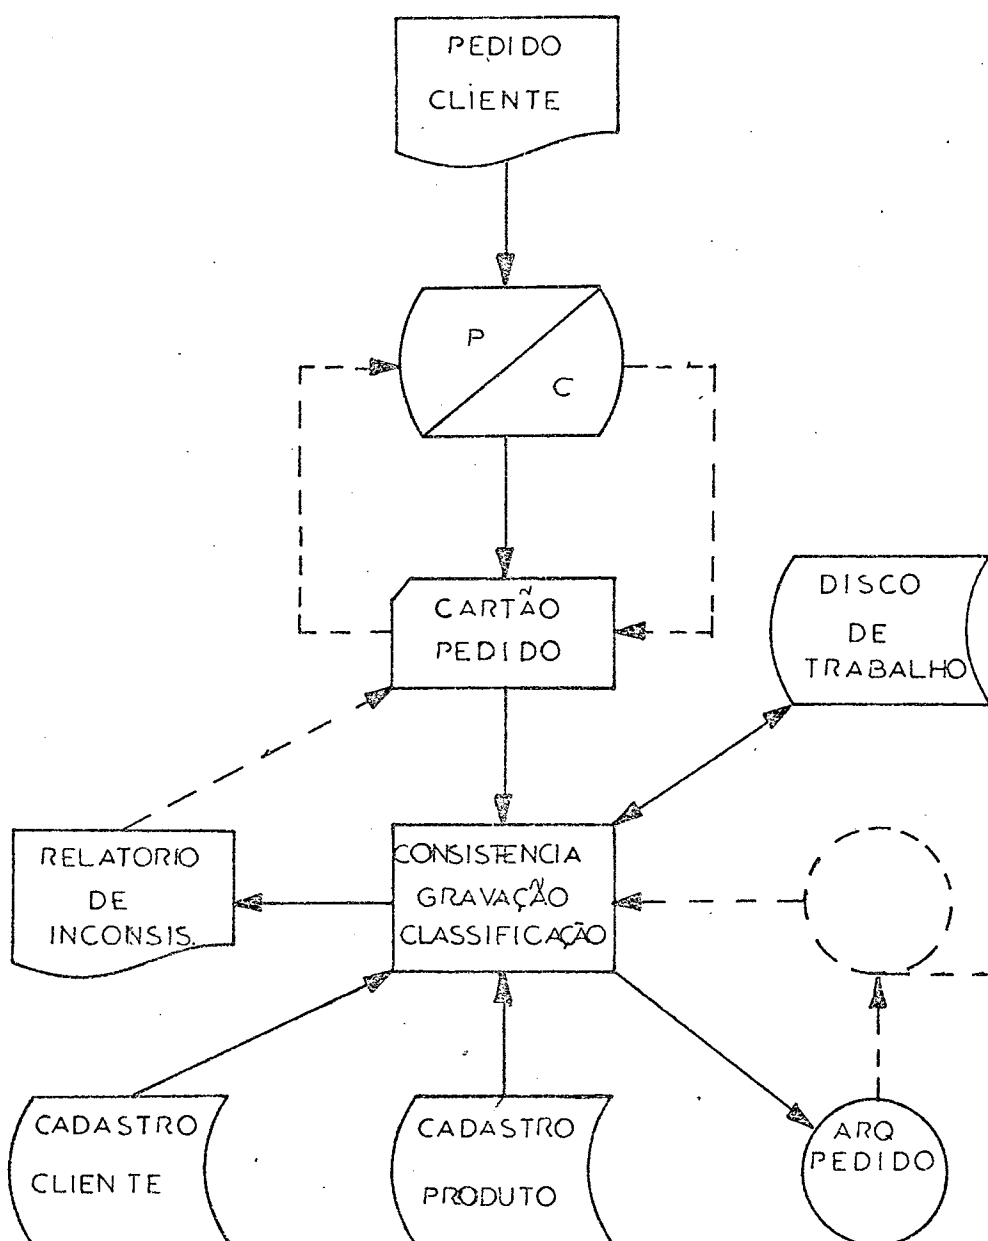 PEDIDO
CLIENTE
P
C
CARTÃO
PEDIDO
DISCO
DE
TRABALHO
RELATORIO
DE
INCONSIS.
CONSISTENCIA
GRAVAÇÃO
CLASSIFICAÇÃO
CADASTRO
CLIENTE
CADASTRO
PRODUTO
ARQ
PEDIDO